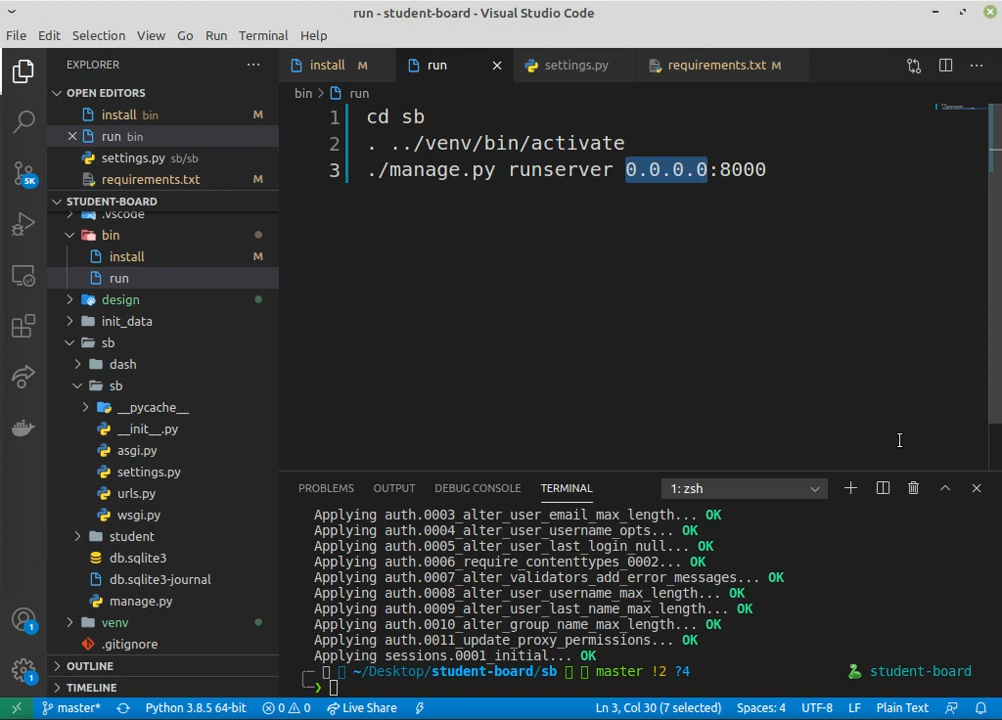 run - student-board - Visual Studio Code
File Edit Selection View Go Run Terminal Help
EXPLORER
install M
run
settings.py
requirements.txt M
OPEN EDITORS
bin > run
install bin M
run bin
settings.py sb/sb
requirements.txt M
STUDENT-BOARD
.vscode
bin
install M
run
design
init_data
sb
dash
sb
__pycache__
__init__.py
asgi.py
settings.py
urls.py
wsgi.py
student
db.sqlite3
db.sqlite3-journal
manage.py
venv
.gitignore
OUTLINE
TIMELINE
5K
1
1
1 cd sb
2 . ../venv/bin/activate
3 ./manage.py runserver 0.0.0.0:8000
PROBLEMS OUTPUT DEBUG CONSOLE TERMINAL 1: zsh
Applying auth.0003_alter_user_email_max_length... OK
Applying auth.0004_alter_user_username_opts... OK
Applying auth.0005_alter_user_last_login_null... OK
Applying auth.0006_require_contenttypes_0002... OK
Applying auth.0007_alter_validators_add_error_messages... OK
Applying auth.0008_alter_user_username_max_length... OK
Applying auth.0009_alter_user_last_name_max_length... OK
Applying auth.0010_alter_group_name_max_length... OK
Applying auth.0011_update_proxy_permissions... OK
Applying sessions.0001_initial... OK
~/Desktop/student-board/sb master !2 ?4 student-board
master* Python 3.8.5 64-bit 0 0 Live Share Ln 3, Col 30 (7 selected) Spaces: 4 UTF-8 LF Plain Text